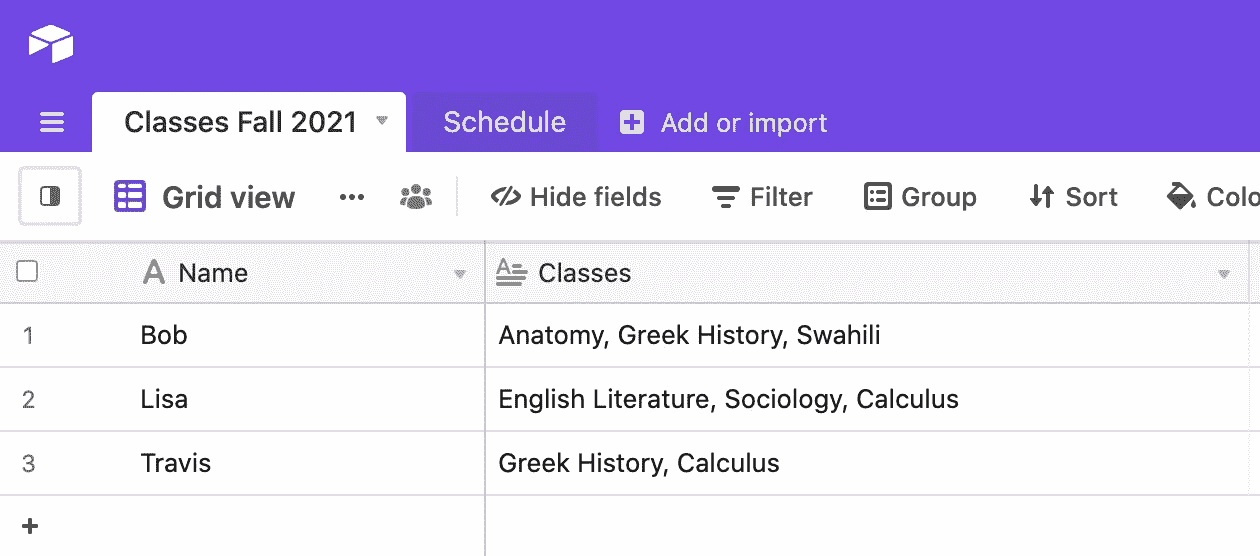 Classes Fall 2021 Schedule Add or import
Grid view Hide fields Filter Group Sort Colo
Name Classes
1 Bob Anatomy, Greek History, Swahili
2 Lisa English Literature, Sociology, Calculus
3 Travis Greek History, Calculus